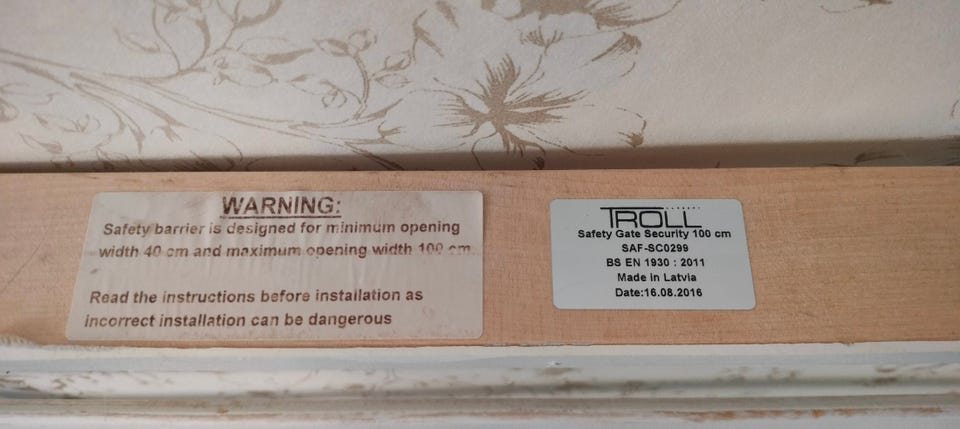 WARNING:
Safety barrier is designed for minimum opening
width 40 cm and maximum opening width 100 cm
Read the instructions before installation as
incorrect installation can be dangerous
TROLL
Safety Gate Security 100 cm
SAF-SC0299
BS EN 1930 : 2011
Made in Latvia
Date:16.08.2016